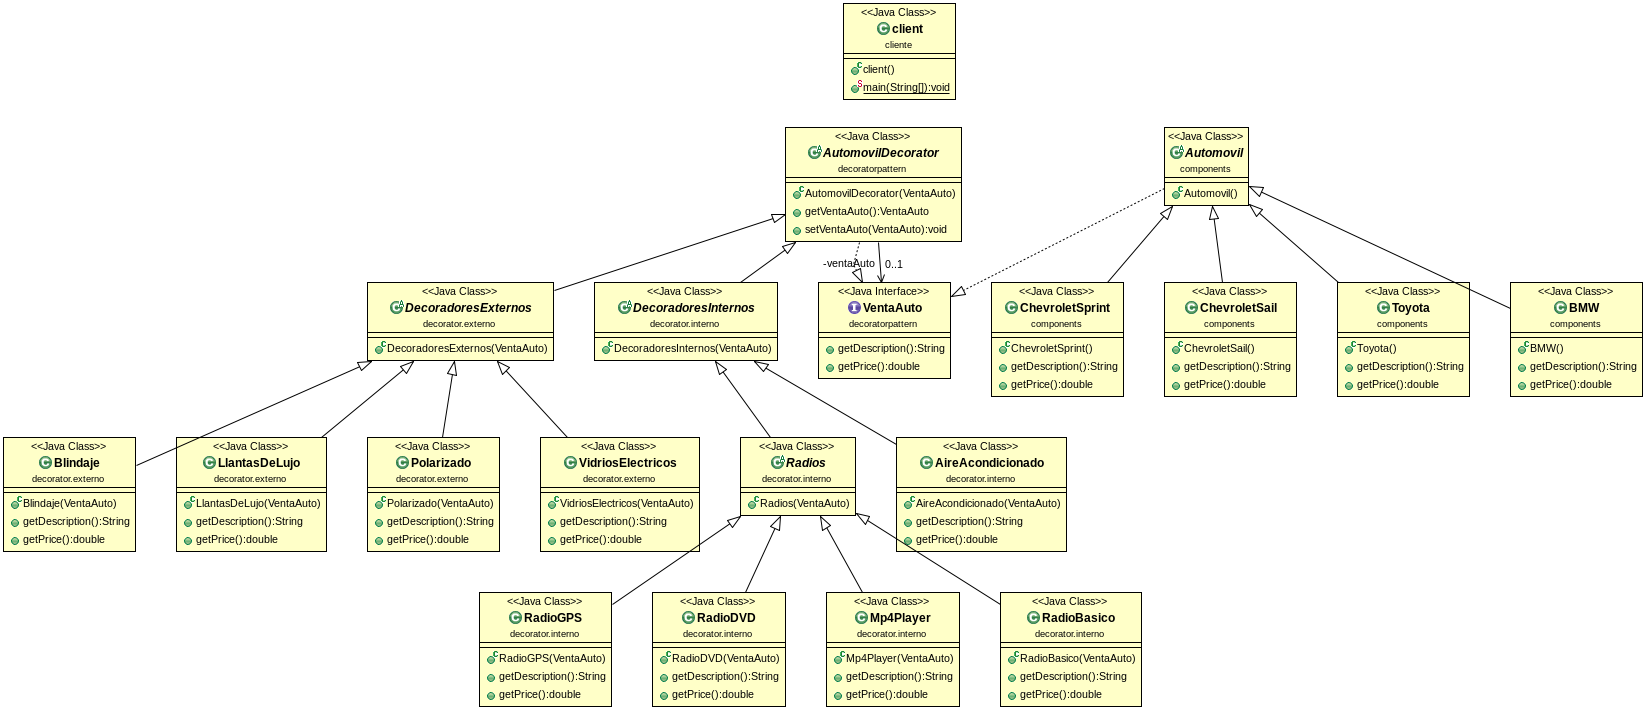 <<Java Class>>
client
cliente
client()
main(String[]):void
<<Java Class>>
AutomovilDecorator
decoratorpattern
AutomovilDecorator(VentaAuto)
getVentaAuto():VentaAuto
setVentaAuto(VentaAuto):void
<<Java Class>>
Automovil
components
Automovil()
-ventaAuto
0..1
<<Java Class>>
DecoradoresExternos
decorator.externo
DecoradoresExternos(VentaAuto)
<<Java Class>>
DecoradoresInternos
decorator.interno
DecoradoresInternos(VentaAuto)
<<Java Interface>>
VentaAuto
decoratorpattern
getDescription():String
getPrice():double
<<Java Class>>
ChevroletSprint
components
ChevroletSprint()
getDescription():String
getPrice():double
<<Java Class>>
ChevroletSail
components
ChevroletSail()
getDescription():String
getPrice():double
<<Java Class>>
Toyota
components
Toyota()
getDescription():String
getPrice():double
<<Java Class>>
BMW
components
BMW()
getDescription():String
getPrice():double
<<Java Class>>
Blindaje
decorator.externo
Blindaje(VentaAuto)
getDescription():String
getPrice():double
<<Java Class>>
LlantasDeLujo
decorator.externo
LlantasDeLujo(VentaAuto)
getDescription():String
getPrice():double
<<Java Class>>
Polarizado
decorator.externo
Polarizado(VentaAuto)
getDescription():String
getPrice():double
<<Java Class>>
VidriosElectricos
decorator.externo
VidriosElectricos(VentaAuto)
getDescription():String
getPrice():double
<<Java Class>>
Radios
decorator.interno
Radios(VentaAuto)
<<Java Class>>
AireAcondicionado
decorator.interno
AireAcondicionado(VentaAuto)
getDescription():String
getPrice():double
<<Java Class>>
RadioGPS
decorator.interno
RadioGPS(VentaAuto)
getDescription():String
getPrice():double
<<Java Class>>
RadioDVD
decorator.interno
RadioDVD(VentaAuto)
getDescription():String
getPrice():double
<<Java Class>>
Mp4Player
decorator.interno
Mp4Player(VentaAuto)
getDescription():String
getPrice():double
<<Java Class>>
RadioBasico
decorator.interno
RadioBasico(VentaAuto)
getDescription():String
getPrice():double